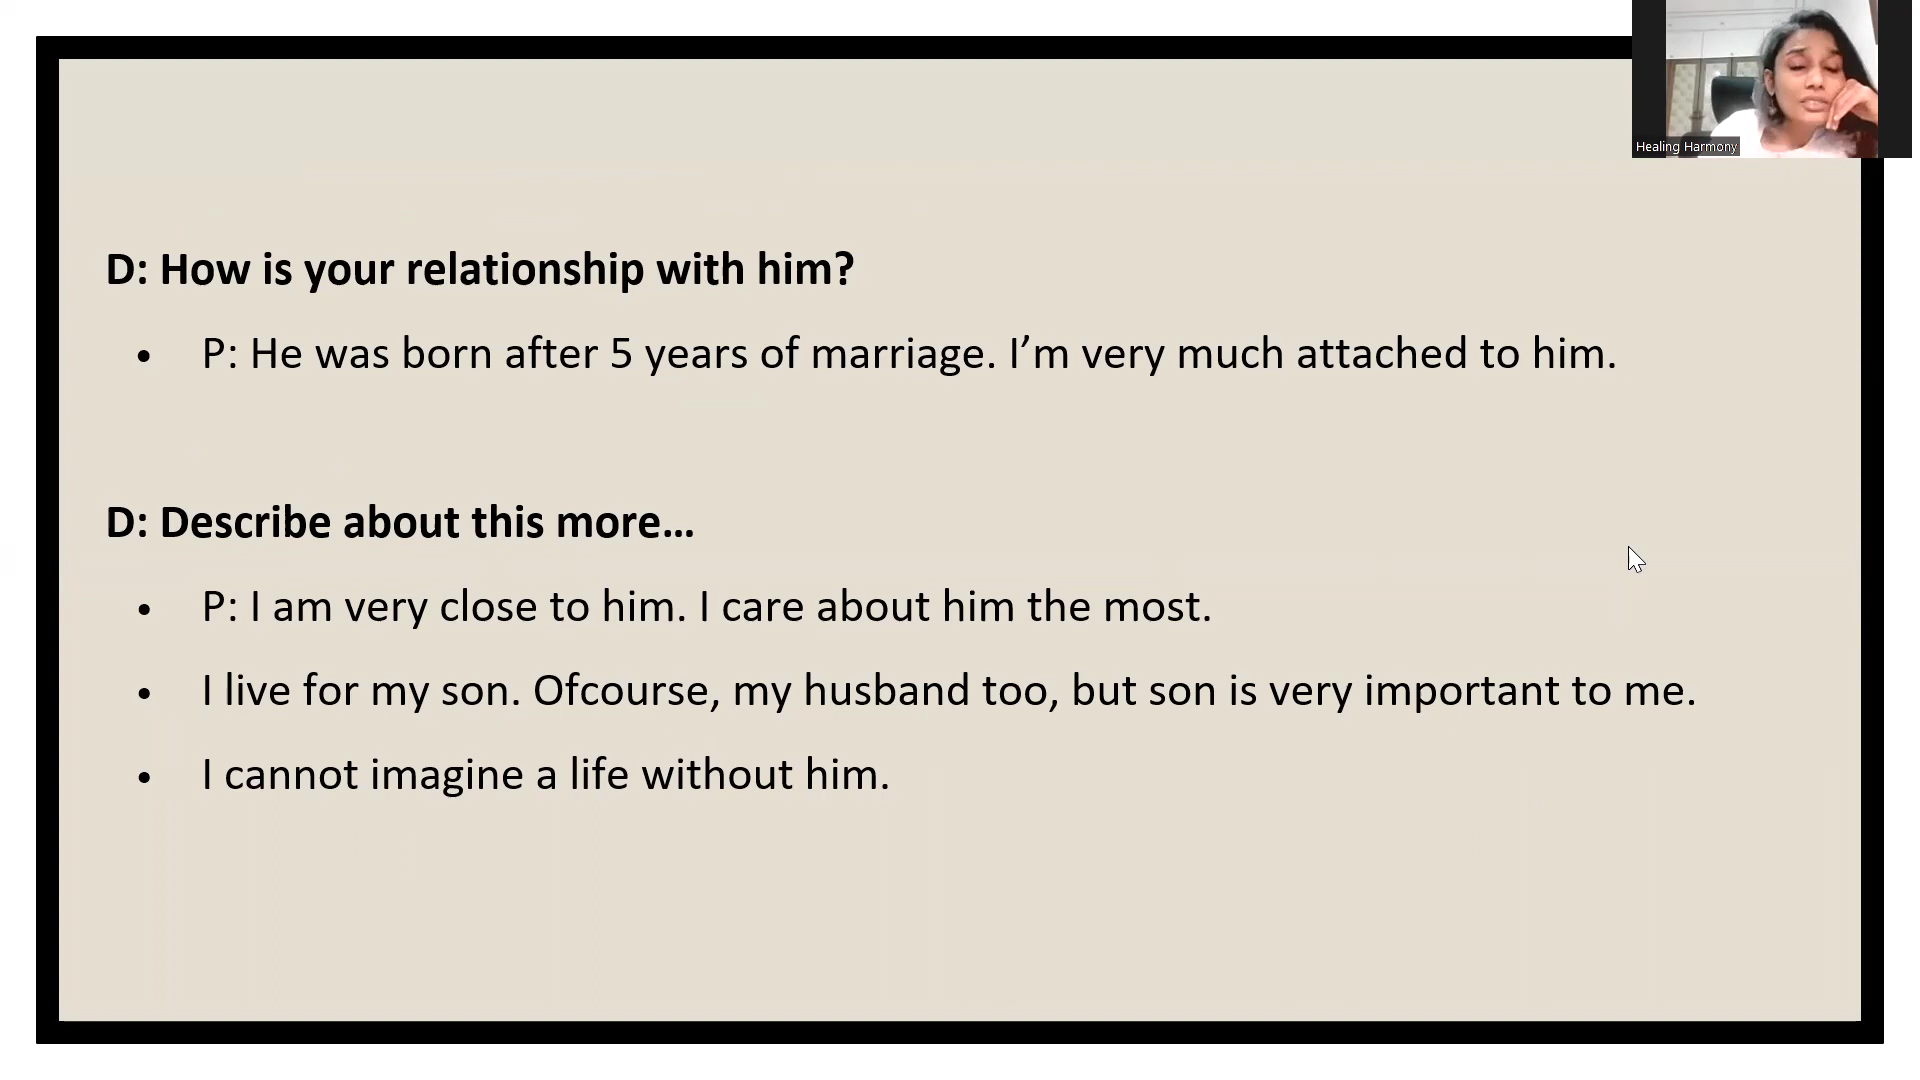 Healing Harmony
D: How is your relationship with him?
• P: He was born after 5 years of marriage. I’m very much attached to him.
D: Describe about this more…
• P: I am very close to him. I care about him the most.
• I live for my son. Ofcourse, my husband too, but son is very important to me.
• I cannot imagine a life without him.